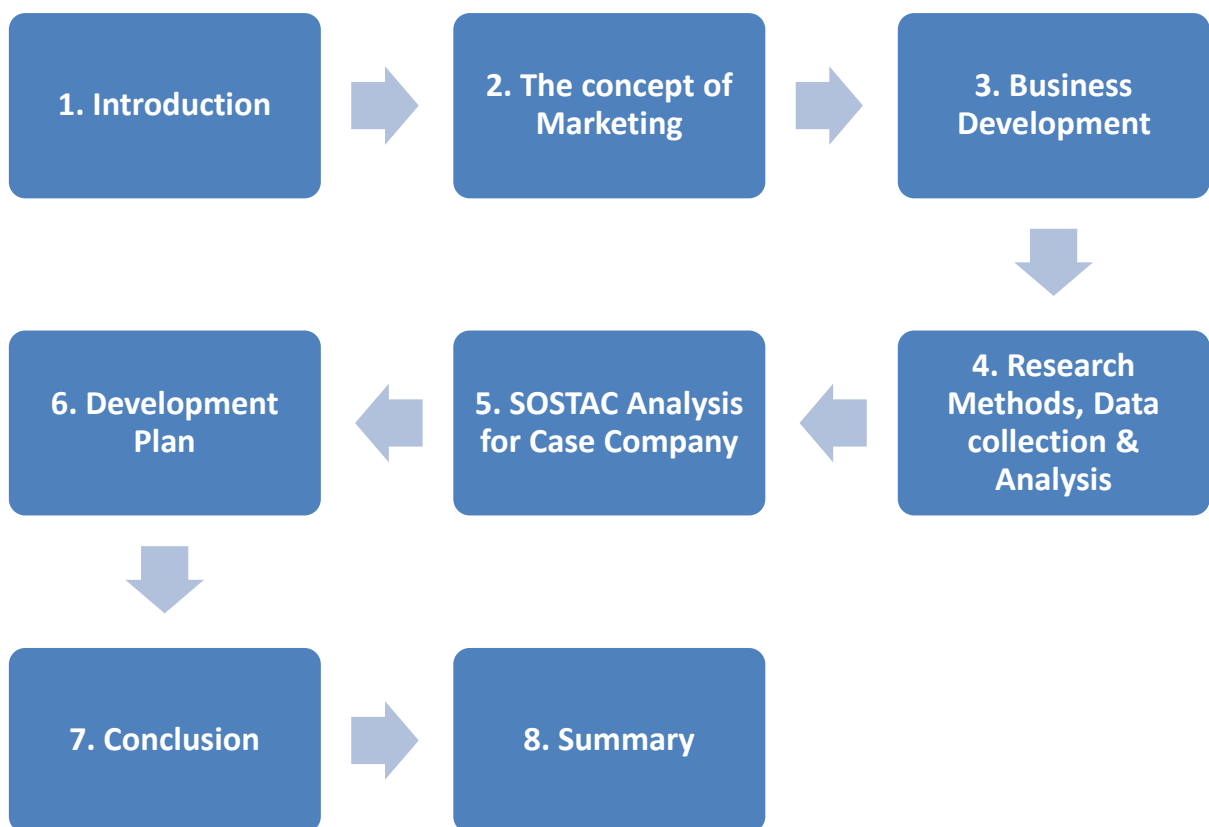 1. Introduction
2. The concept of
Marketing
3. Business
Development
4. Research
Methods, Data
collection &
Analysis
5. SOSTAC Analysis
for Case Company
6. Development
Plan
7. Conclusion
8. Summary